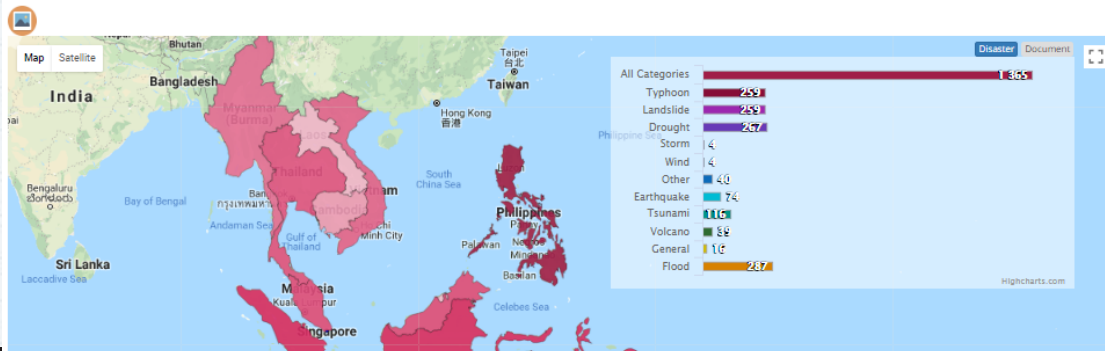 Map
Satellite
Disaster
Document
Bhutan
Bangladesh
India
Myanmar
(Burma)
Laos
Thailand
Taipei
台北
Taiwan
Hong Kong
香港
Philippine Sea
South
China Sea
Bengaluru
Bay of Bengal
Andaman Sea
Gulf of
Thailand
Cambodia
Minh City
Philippines
Palawan
Basilan
Sri Lanka
Laccadive Sea
Malaysia
Kuala Lumpur
Singapore
Celebes Sea
All Categories 1 365
Typhoon 259
Landslide 259
Drought 267
Storm 4
Wind 4
Other 40
Earthquake 74
Tsunami 116
Volcano 39
General 16
Flood 287
Highcharts.com